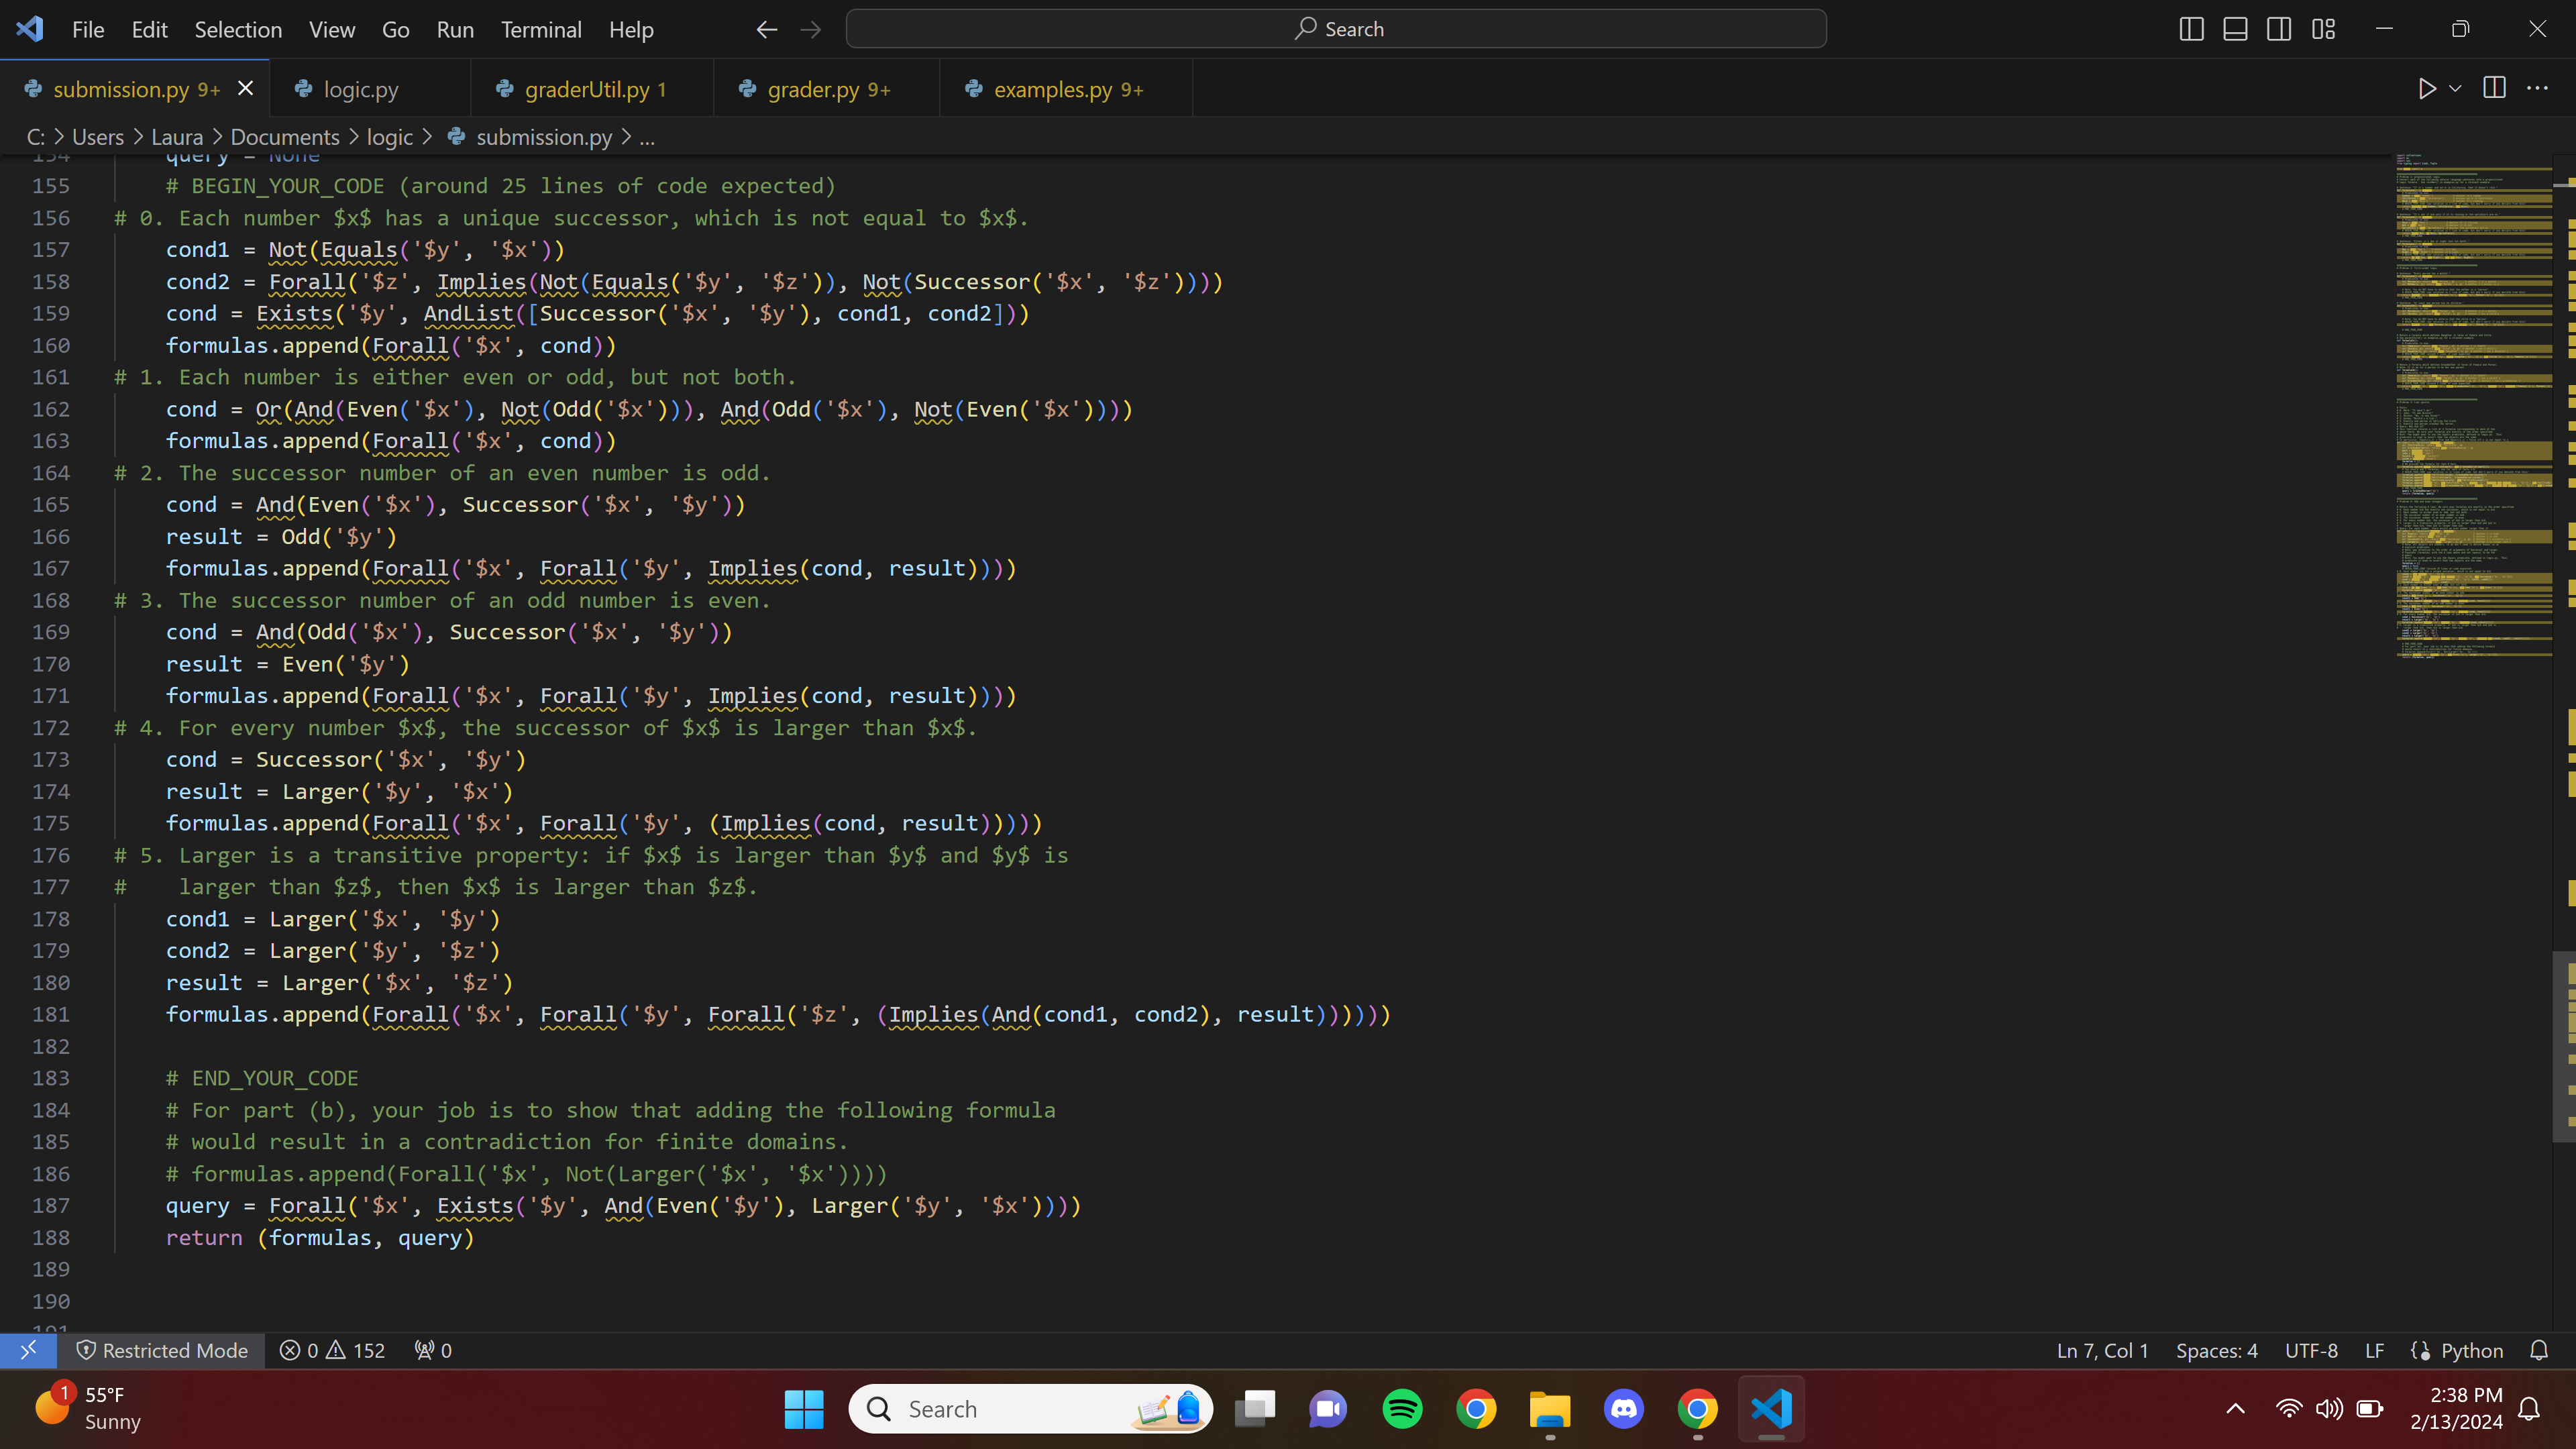 File Edit Selection View Go Run Terminal Help Search
submission.py 9+ logic.py graderUtil.py 1 grader.py 9+ examples.py 9+
C: > Users > Laura > Documents > logic > submission.py > ...
154 query = None
155 # BEGIN_YOUR_CODE (around 25 lines of code expected)
156 # 0. Each number $x$ has a unique successor, which is not equal to $x$.
157 cond1 = Not(Equals('$y', '$x'))
158 cond2 = Forall('$z', Implies(Not(Equals('$y', '$z')), Not(Successor('$x', '$z'))))
159 cond = Exists('$y', AndList([Successor('$x', '$y'), cond1, cond2]))
160 formulas.append(Forall('$x', cond))
161 # 1. Each number is either even or odd, but not both.
162 cond = Or(And(Even('$x'), Not(Odd('$x'))), And(Odd('$x'), Not(Even('$x'))))
163 formulas.append(Forall('$x', cond))
164 # 2. The successor number of an even number is odd.
165 cond = And(Even('$x'), Successor('$x', '$y'))
166 result = Odd('$y')
167 formulas.append(Forall('$x', Forall('$y', Implies(cond, result))))
168 # 3. The successor number of an odd number is even.
169 cond = And(Odd('$x'), Successor('$x', '$y'))
170 result = Even('$y')
171 formulas.append(Forall('$x', Forall('$y', Implies(cond, result))))
172 # 4. For every number $x$, the successor of $x$ is larger than $x$.
173 cond = Successor('$x', '$y')
174 result = Larger('$y', '$x')
175 formulas.append(Forall('$x', Forall('$y', (Implies(cond, result)))))
176 # 5. Larger is a transitive property: if $x$ is larger than $y$ and $y$ is
177 #    larger than $z$, then $x$ is larger than $z$.
178 cond1 = Larger('$x', '$y')
179 cond2 = Larger('$y', '$z')
180 result = Larger('$x', '$z')
181 formulas.append(Forall('$x', Forall('$y', Forall('$z', (Implies(And(cond1, cond2), result))))))
182
183 # END_YOUR_CODE
184 # For part (b), your job is to show that adding the following formula
185 # would result in a contradiction for finite domains.
186 # formulas.append(Forall('$x', Not(Larger('$x', '$x'))))
187 query = Forall('$x', Exists('$y', And(Even('$y'), Larger('$y', '$x'))))
188 return (formulas, query)
189
190
191
Restricted Mode 0 152 0 Ln 7, Col 1 Spaces: 4 UTF-8 LF Python
1 55°F
Sunny
Search
2:38 PM
2/13/2024